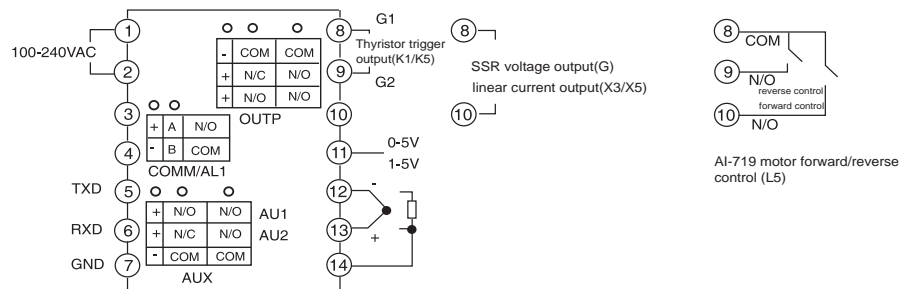 1
100-240VAC
2
3
4
TXD 5
RXD 6
GND 7
- COM COM
+ N/C N/O
+ N/O N/O
OUTP
+ A N/O
- B COM
COMM/AL1
+ N/O N/O AU1
+ N/C N/O AU2
- COM COM
AUX
8 G1
Thyristor trigger
output(K1/K5)
9 G2
10
11 0-5V
1-5V
12 -
13 +
14
8
SSR voltage output(G)
linear current output(X3/X5)
10
8 COM
9 N/O
reverse control
forward control
10 N/O
AI-719 motor forward/reverse
control (L5)